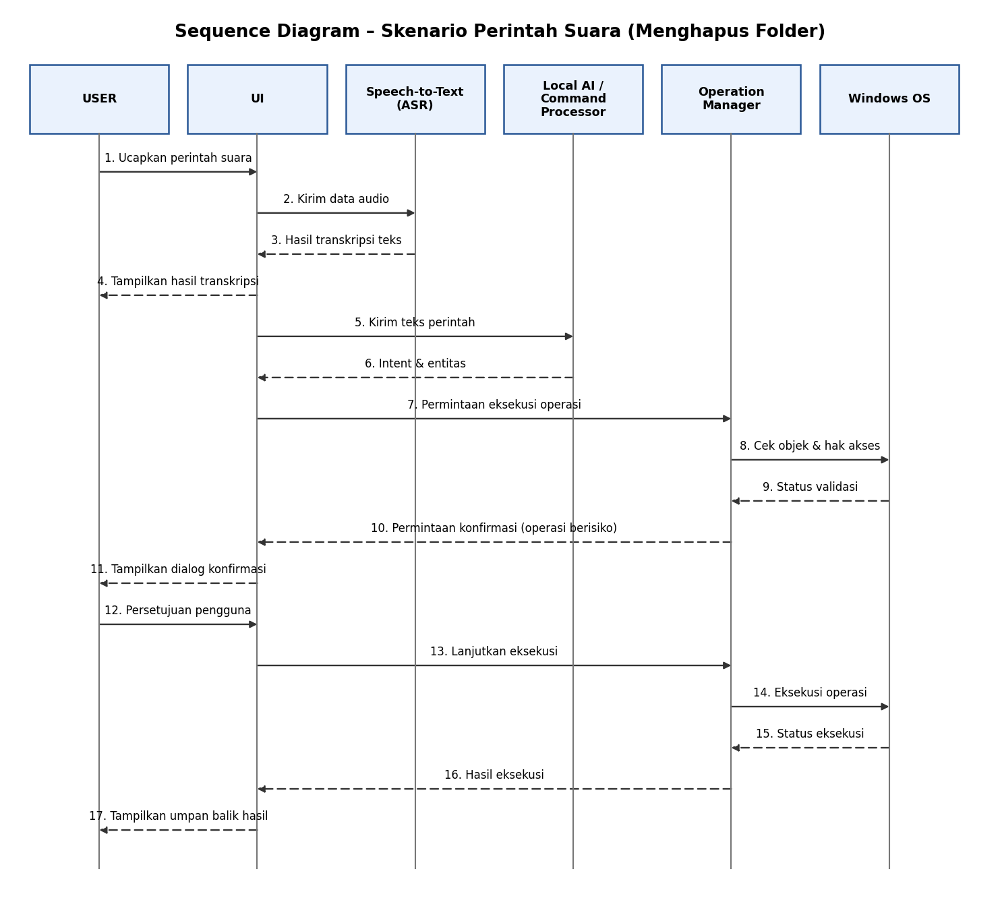 Sequence Diagram – Skenario Perintah Suara (Menghapus Folder)
USER
UI
Speech-to-Text
(ASR)
Local AI /
Command
Processor
Operation
Manager
Windows OS
1. Ucapkan perintah suara
2. Kirim data audio
3. Hasil transkripsi teks
4. Tampilkan hasil transkripsi
5. Kirim teks perintah
6. Intent & entitas
7. Permintaan eksekusi operasi
8. Cek objek & hak akses
9. Status validasi
10. Permintaan konfirmasi (operasi berisiko)
11. Tampilkan dialog konfirmasi
12. Persetujuan pengguna
13. Lanjutkan eksekusi
14. Eksekusi operasi
15. Status eksekusi
16. Hasil eksekusi
17. Tampilkan umpan balik hasil